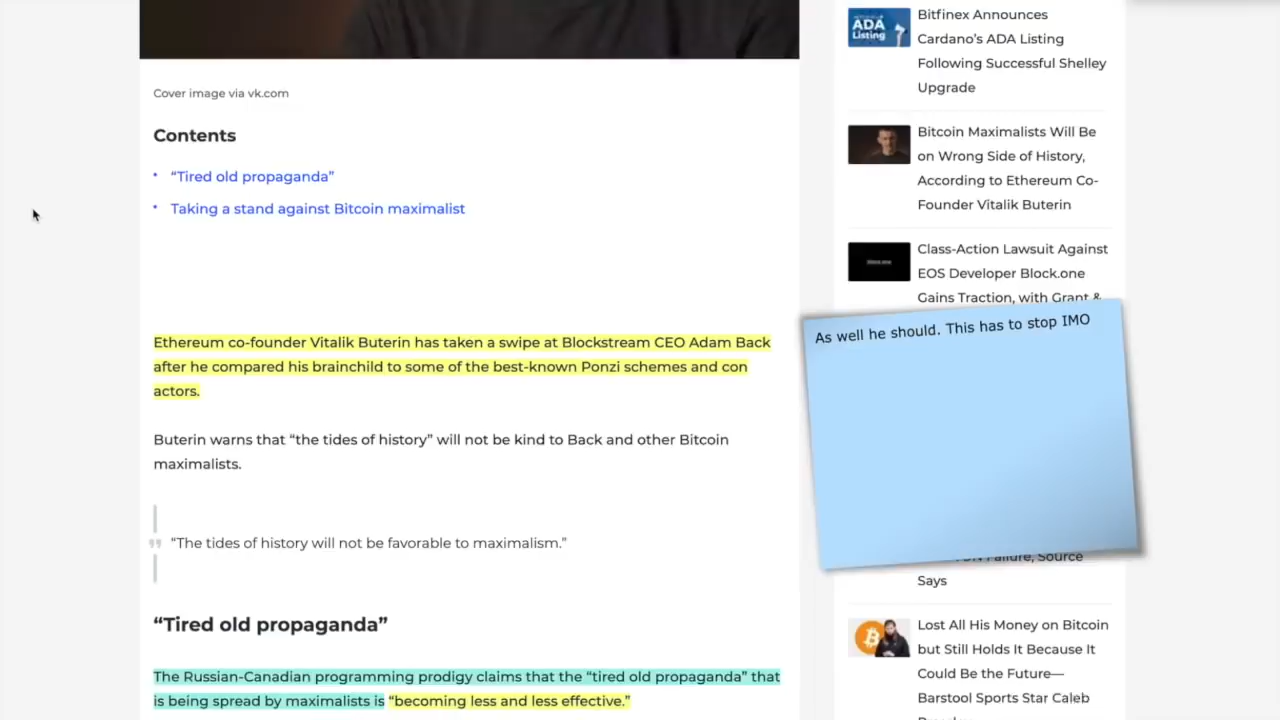 Cover image via vk.com
Contents
• “Tired old propaganda”
• Taking a stand against Bitcoin maximalist
Ethereum co-founder Vitalik Buterin has taken a swipe at Blockstream CEO Adam Back
after he compared his brainchild to some of the best-known Ponzi schemes and con
actors.
Buterin warns that “the tides of history” will not be kind to Back and other Bitcoin
maximalists.
“The tides of history will not be favorable to maximalism.”
“Tired old propaganda”
The Russian-Canadian programming prodigy claims that the “tired old propaganda” that
is being spread by maximalists is “becoming less and less effective.”
ADA
Listing
Bitfinex Announces
Cardano’s ADA Listing
Following Successful Shelley
Upgrade
Bitcoin Maximalists Will Be
on Wrong Side of History,
According to Ethereum Co-
Founder Vitalik Buterin
Class-Action Lawsuit Against
EOS Developer Block.one
Gains Traction, with Grant &
As well he should. This has to stop IMO
Failure, Source
Says
Lost All His Money on Bitcoin
but Still Holds It Because It
Could Be the Future—
Barstool Sports Star Caleb